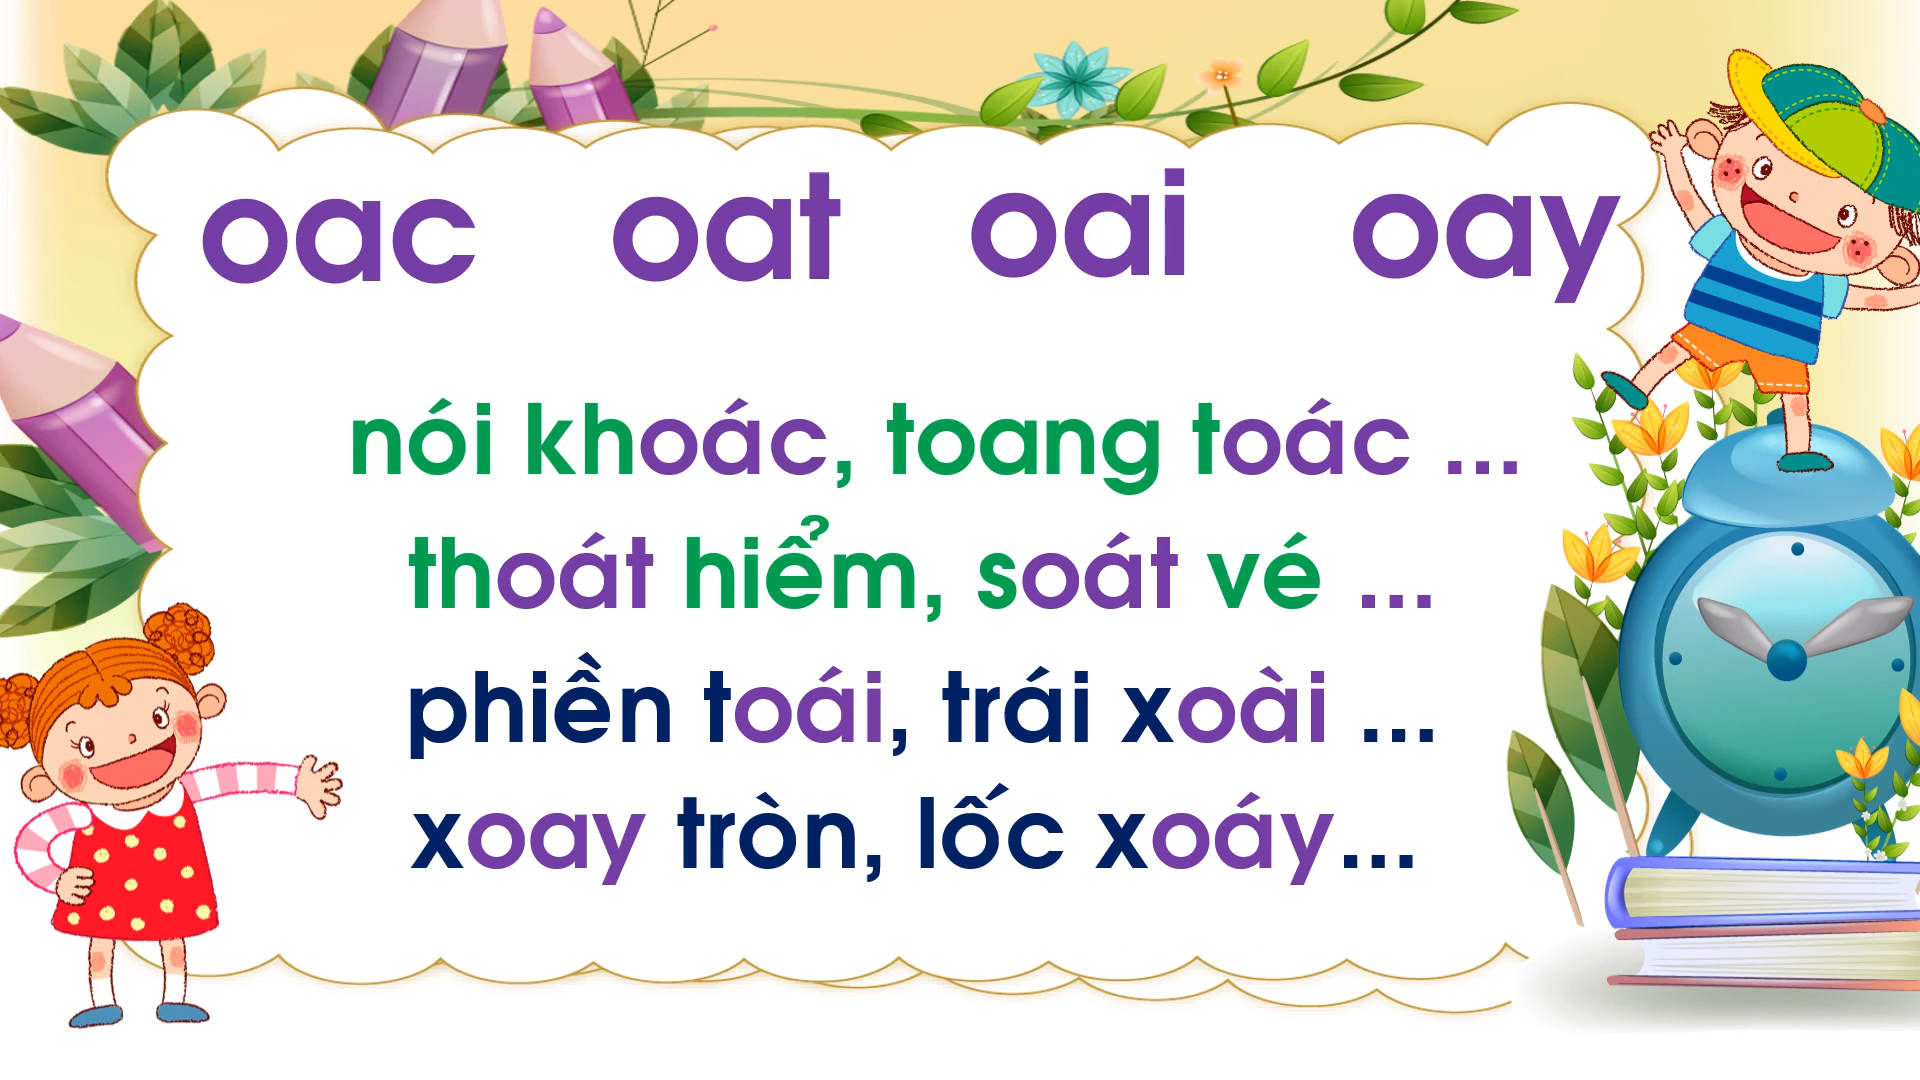 oac oat oai oay
nói khoác, toang toác ...
thoát hiểm, soát vé ...
phiền toái, trái xoài ...
xoay tròn, lốc xoáy...